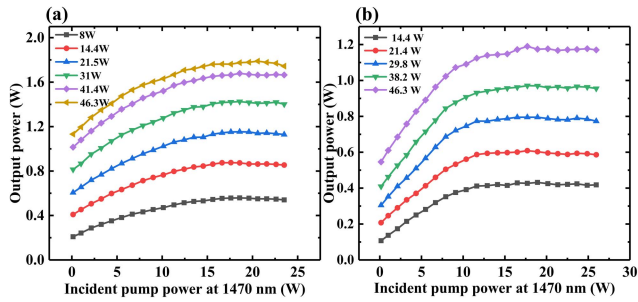 (a)
(b)
Output power (W)
2.0
1.6
1.2
0.8
0.4
0.0
8W
14.4W
21.5W
31W
41.4W
46.3W
0 5 10 15 20 25
Incident pump power at 1470 nm (W)
Output power (W)
1.2
1.0
0.8
0.6
0.4
0.2
0.0
14.4 W
21.4 W
29.8 W
38.2 W
46.3 W
0 5 10 15 20 25 30
Incident pump power at 1470 nm (W)